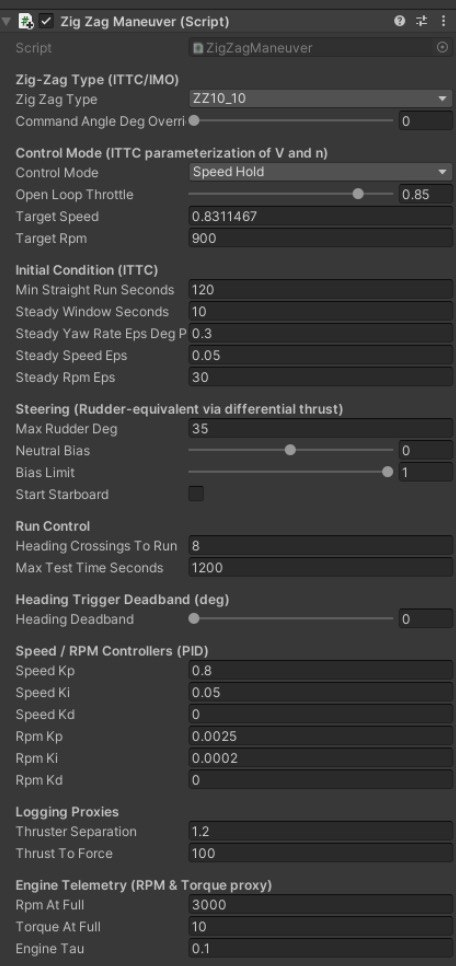 Zig Zag Maneuver (Script)
Script ZigZagManeuver
Zig-Zag Type (ITTC/IMO)
Zig Zag Type ZZ10_10
Command Angle Deg Overri 0
Control Mode (ITTC parameterization of V and n)
Control Mode Speed Hold
Open Loop Throttle 0.85
Target Speed 0.8311467
Target Rpm 900
Initial Condition (ITTC)
Min Straight Run Seconds 120
Steady Window Seconds 10
Steady Yaw Rate Eps Deg P 0.3
Steady Speed Eps 0.05
Steady Rpm Eps 30
Steering (Rudder-equivalent via differential thrust)
Max Rudder Deg 35
Neutral Bias 0
Bias Limit 1
Start Starboard
Run Control
Heading Crossings To Run 8
Max Test Time Seconds 1200
Heading Trigger Deadband (deg)
Heading Deadband 0
Speed / RPM Controllers (PID)
Speed Kp 0.8
Speed Ki 0.05
Speed Kd 0
Rpm Kp 0.0025
Rpm Ki 0.0002
Rpm Kd 0
Logging Proxies
Thruster Separation 1.2
Thrust To Force 100
Engine Telemetry (RPM & Torque proxy)
Rpm At Full 3000
Torque At Full 10
Engine Tau 0.1